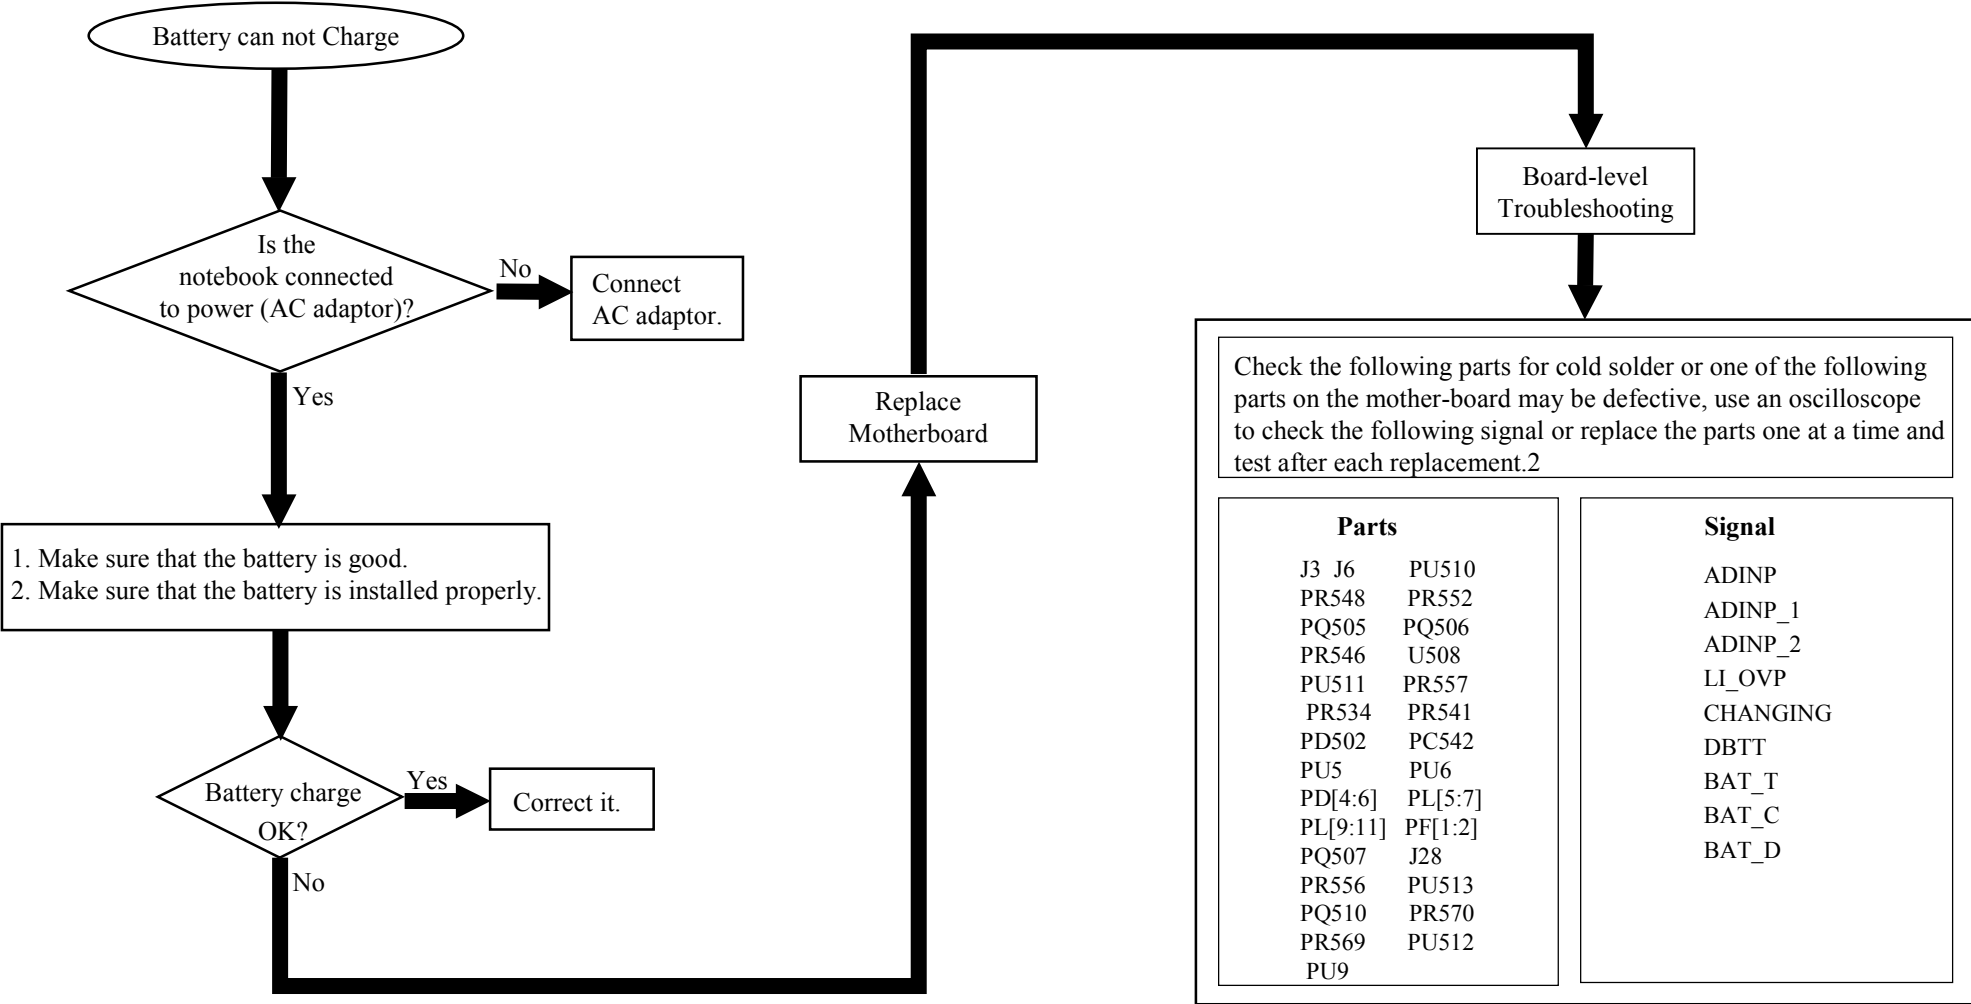 Battery can not Charge
Is the
notebook connected
to power (AC adaptor)?
No
Connect
AC adaptor.
Yes
1. Make sure that the battery is good.
2. Make sure that the battery is installed properly.
Battery charge
OK?
Yes
Correct it.
No
Replace
Motherboard
Board-level
Troubleshooting
Check the following parts for cold solder or one of the following
parts on the mother-board may be defective, use an oscilloscope
to check the following signal or replace the parts one at a time and
test after each replacement.2
Parts
J3 J6 PU510
PR548 PR552
PQ505 PQ506
PR546 U508
PU511 PR557
PR534 PR541
PD502 PC542
PU5 PU6
PD[4:6] PL[5:7]
PL[9:11] PF[1:2]
PQ507 J28
PR556 PU513
PQ510 PR570
PR569 PU512
PU9
Signal
ADINP
ADINP_1
ADINP_2
LI_OVP
CHANGING
DBTT
BAT_T
BAT_C
BAT_D